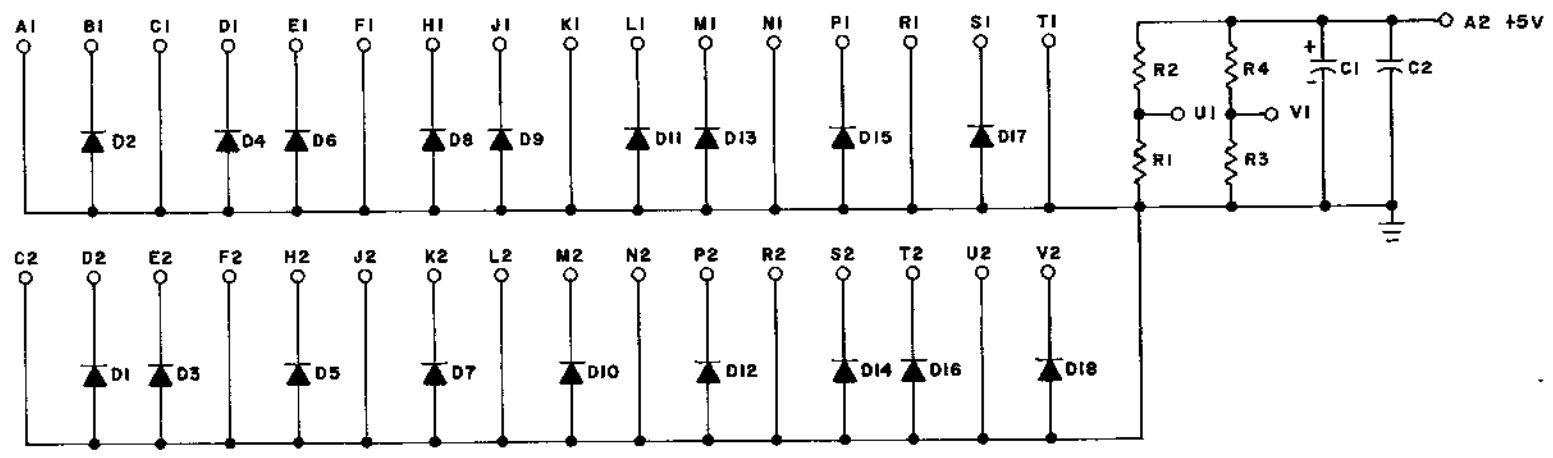 A1 B1 C1 D1 E1 F1 H1 J1 K1 L1 M1 N1 P1 R1 S1 T1
A2 +5V
R2 R4 + - C1 C2
U1 V1
D2 D4 D6 D8 D9 D11 D13 D15 D17
R1 R3
C2 D2 E2 F2 H2 J2 K2 L2 M2 N2 P2 R2 S2 T2 U2 V2
D1 D3 D5 D7 D10 D12 D14 D16 D18